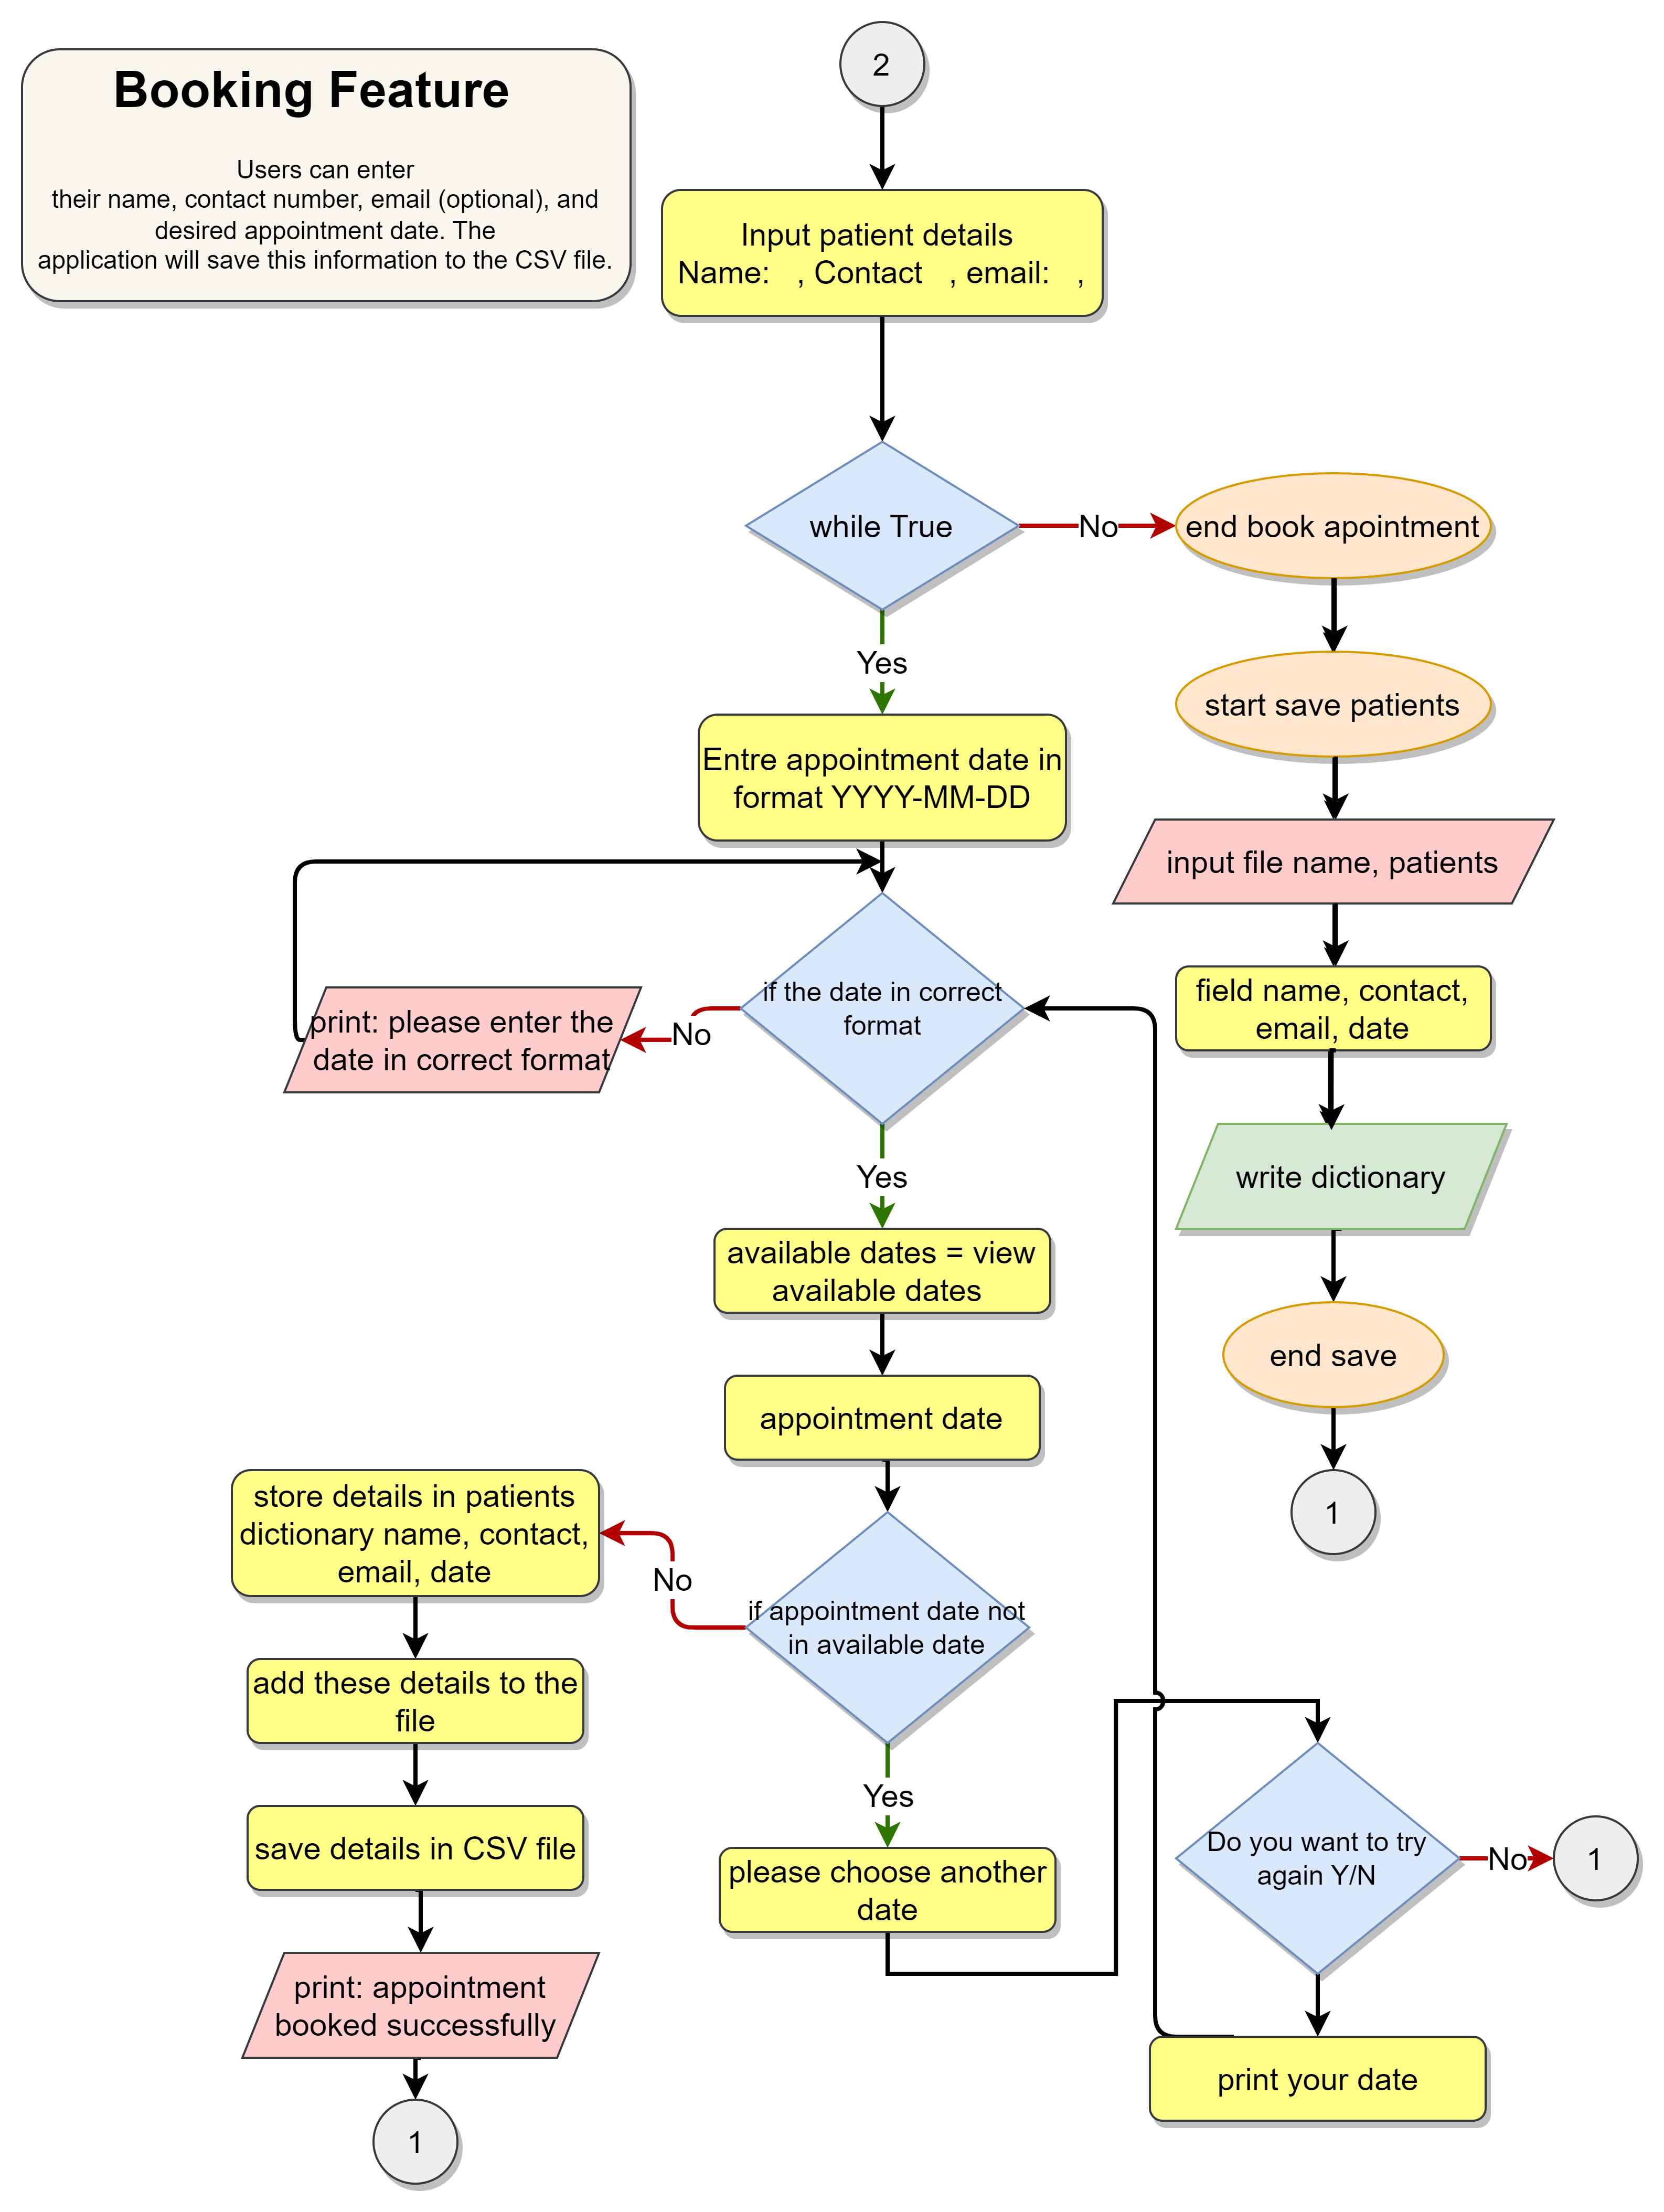 Booking Feature
Users can enter
their name, contact number, email (optional), and
desired appointment date. The
application will save this information to the CSV file.
2
Input patient details
Name:   , Contact   , email:   ,
while True
No
end book apointment
Yes
start save patients
Entre appointment date in
format YYYY-MM-DD
input file name, patients
if the date in correct
format
No
print: please enter the
date in correct format
field name, contact,
email, date
Yes
write dictionary
available dates = view
available dates
end save
appointment date
1
store details in patients
dictionary name, contact,
email, date
No
if appointment date not
in available date
add these details to the
file
Yes
save details in CSV file
please choose another
date
Do you want to try
again Y/N
No
1
print: appointment
booked successfully
print your date
1